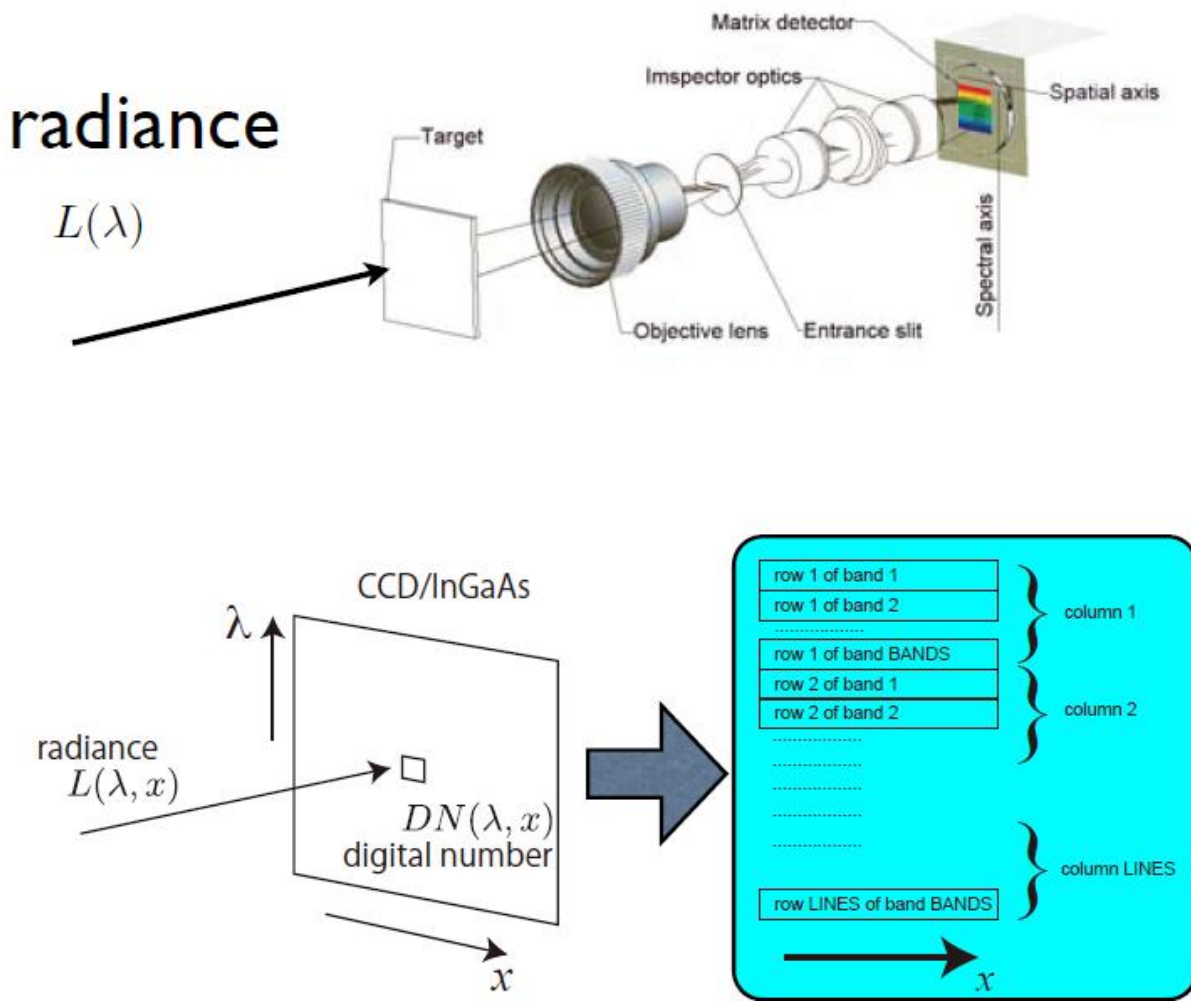 radiance
L(λ)
Target
Objective lens
Entrance slit
Imspector optics
Matrix detector
Spatial axis
Spectral axis
CCD/InGaAs
λ
radiance
L(λ, x)
DN(λ, x)
digital number
x
row 1 of band 1
row 1 of band 2
....................
row 1 of band BANDS
row 2 of band 1
row 2 of band 2
....................
....................
....................
....................
....................
row LINES of band BANDS
column 1
column 2
column LINES
x